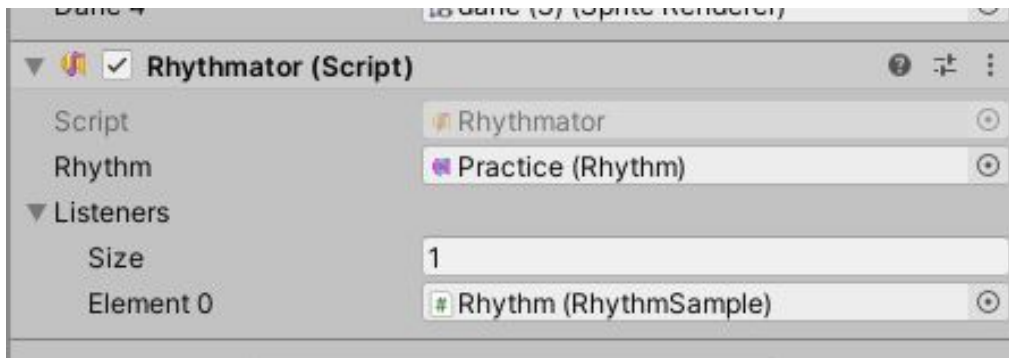 Rhythmator (Script)
Script Rhythmator
Rhythm Practice (Rhythm)
Listeners
Size 1
Element 0 # Rhythm (RhythmSample)